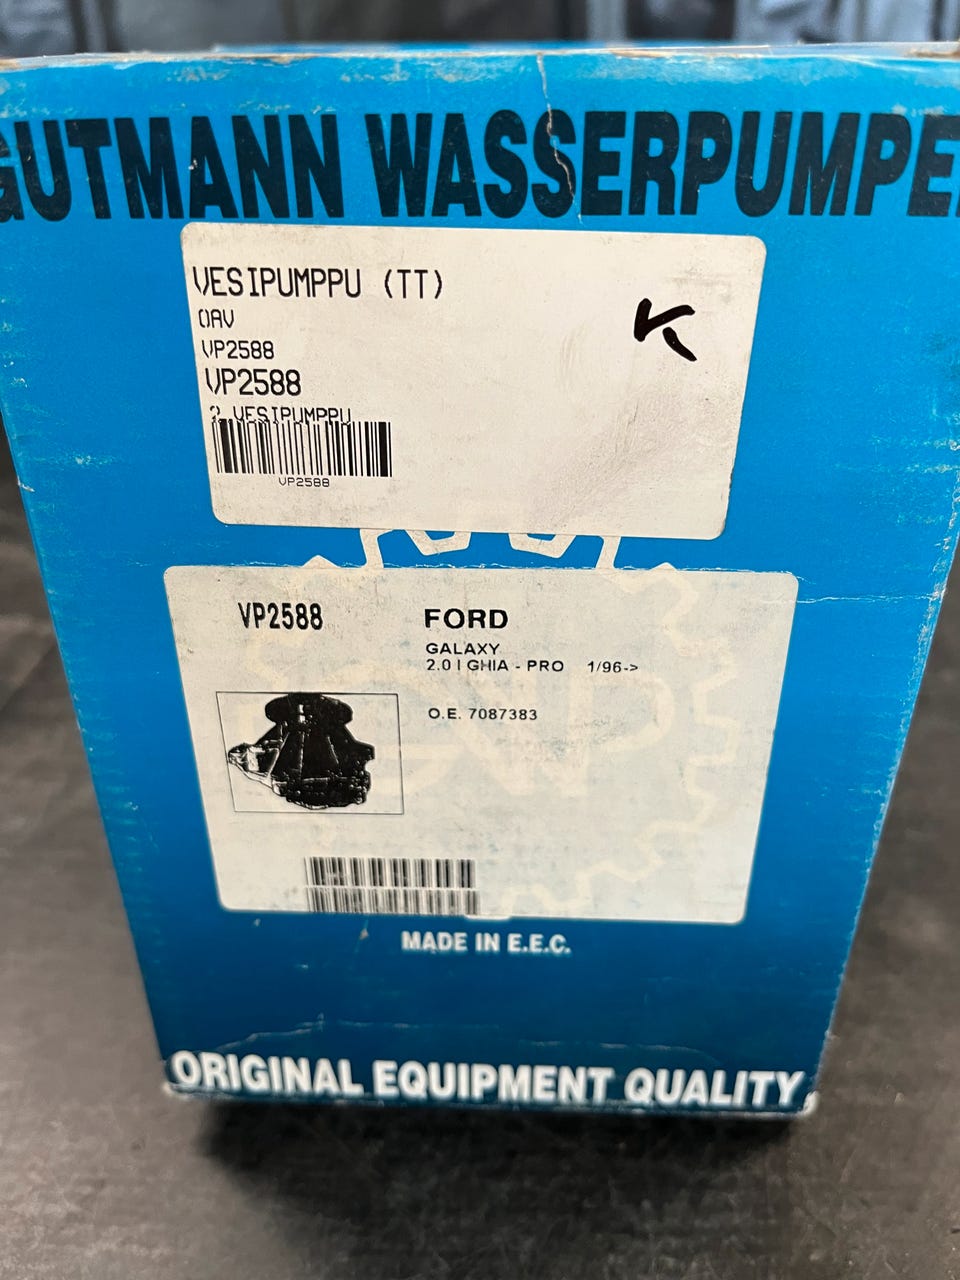 GUTMANN WASSERPUMPE
VESIPUMPPU (TT)
OAV
VP2588
VP2588
2 VESIPUMPPU
VP2588
K
VP2588
FORD
GALAXY
2.0 I GHIA - PRO 1/96->
O.E. 7087383
MADE IN E.E.C.
ORIGINAL EQUIPMENT QUALITY